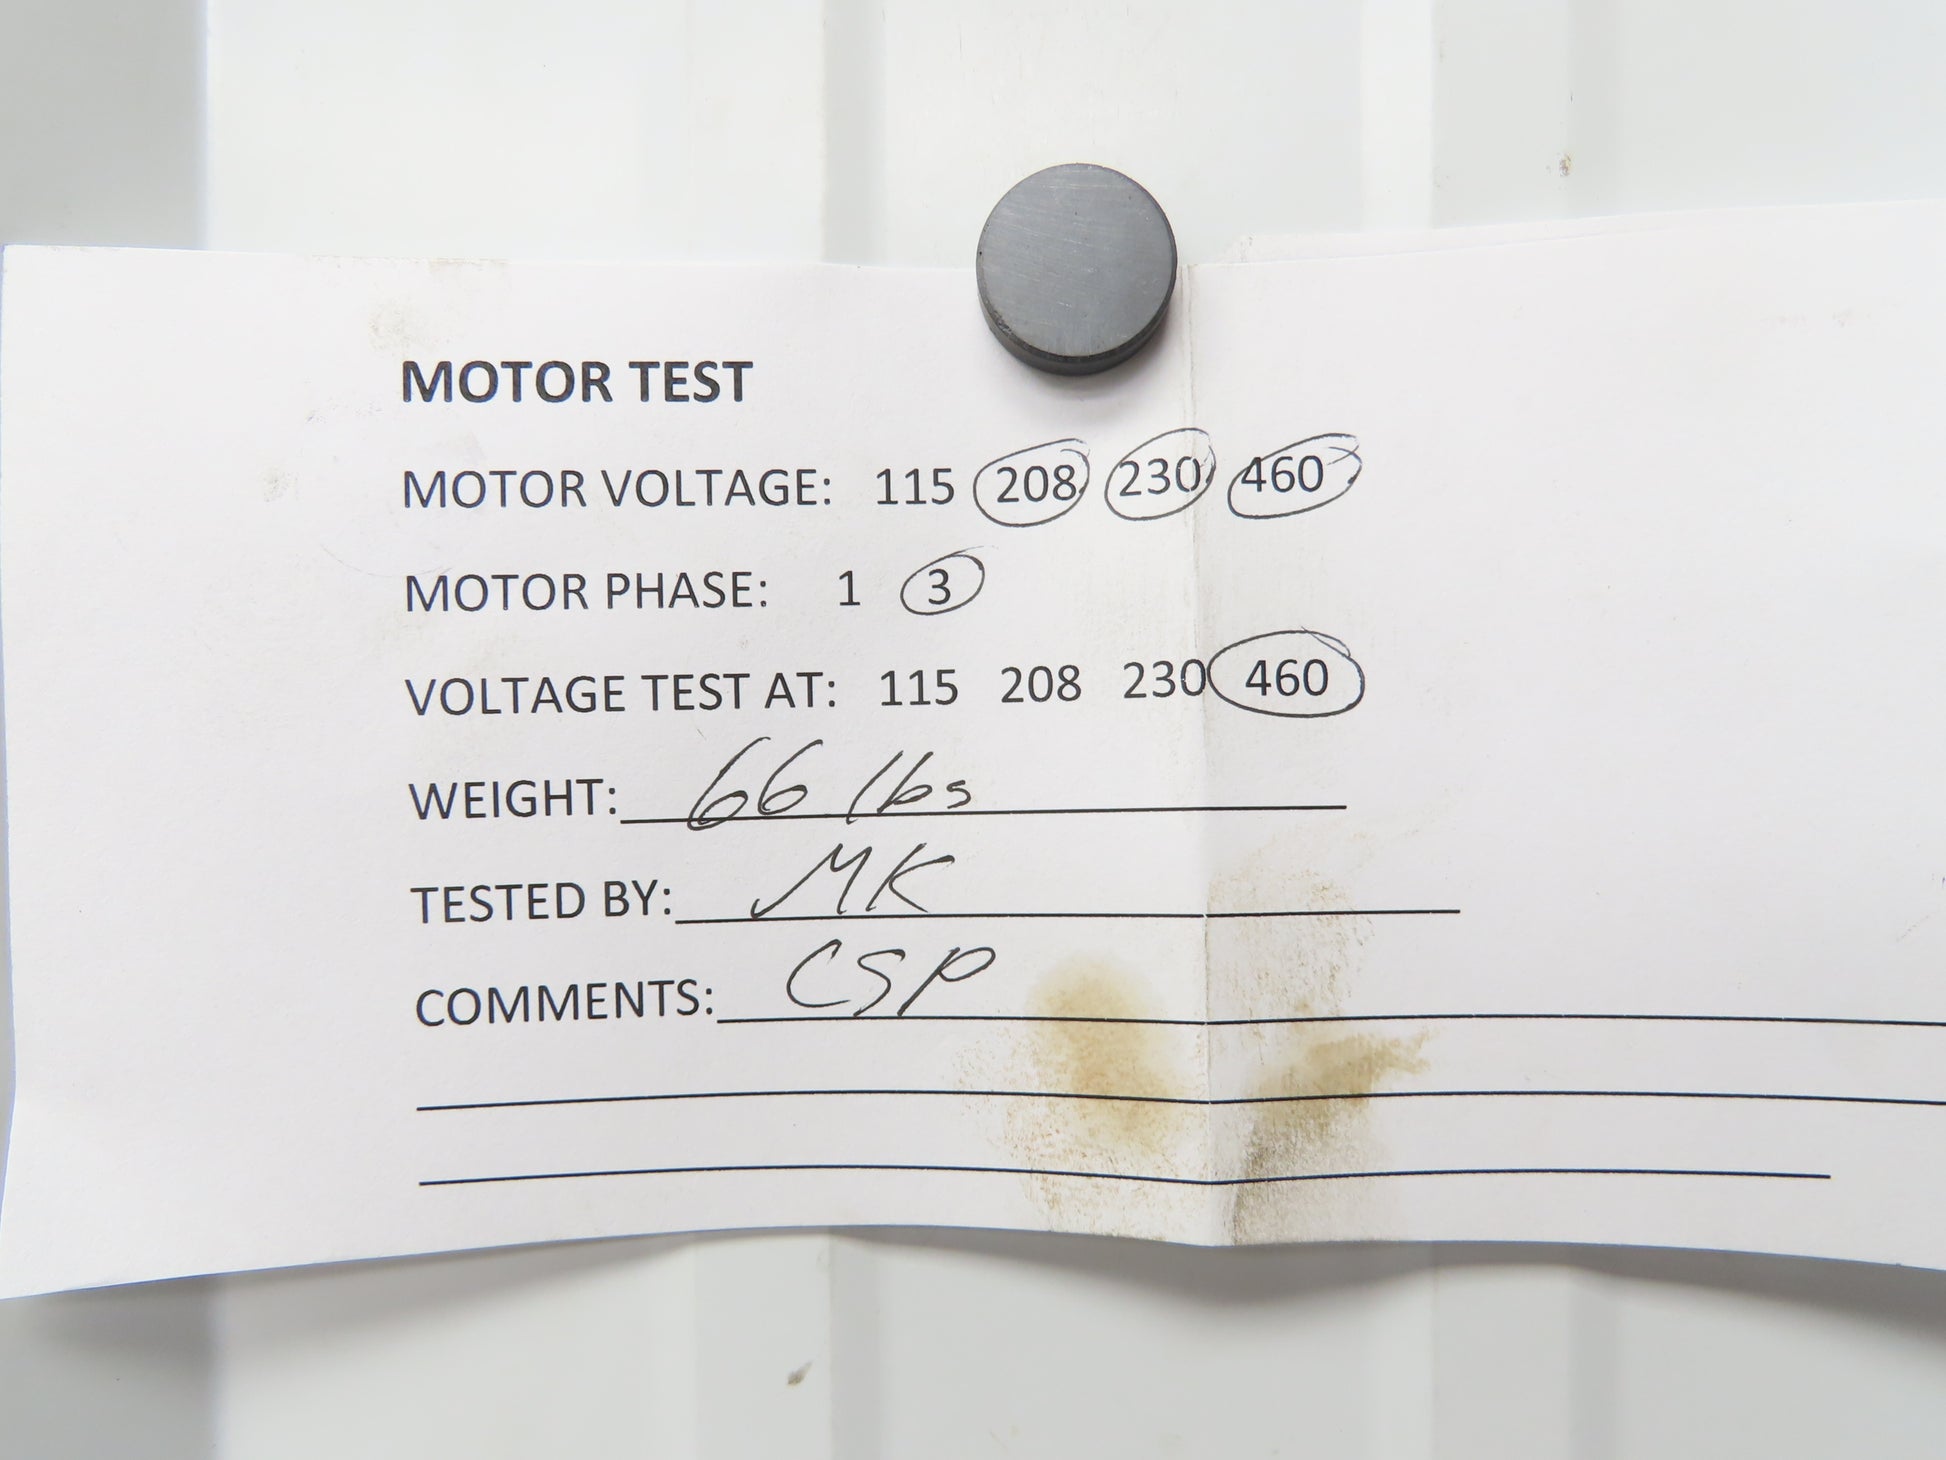 MOTOR TEST
MOTOR VOLTAGE: 115 208 230 460
MOTOR PHASE: 1 3
VOLTAGE TEST AT: 115 208 230 460
WEIGHT: 66 lbs
TESTED BY: MK
COMMENTS: CSP